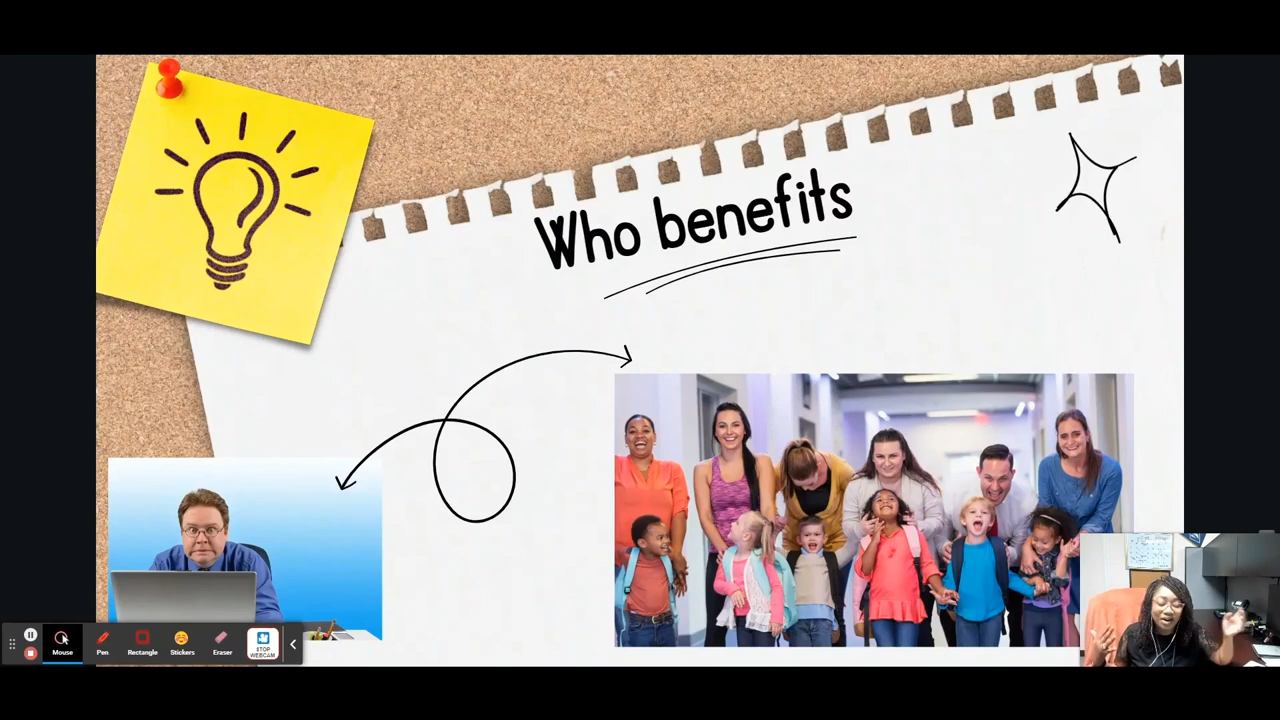 Who benefits
Mouse
Pen
Rectangle
Stickers
Eraser
STOP
WEBCAM